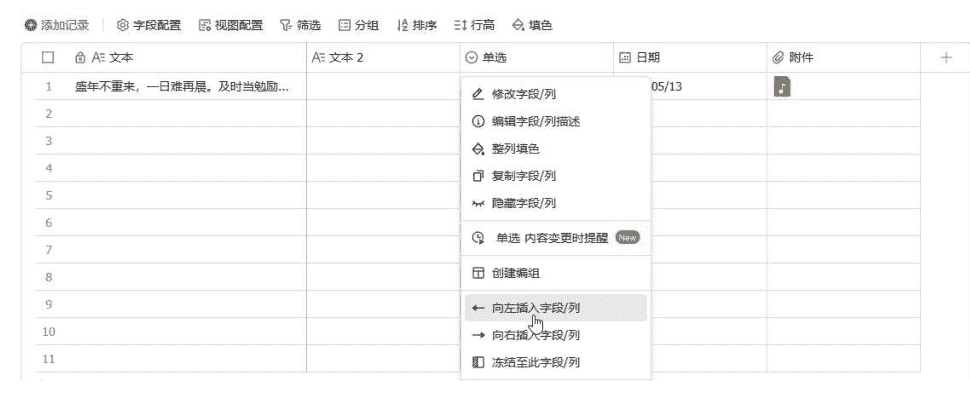 添加记录 字段配置 视图配置 筛选 分组 排序 行高 填色
文本 文本 2 单选 日期 附件
1 盛年不重来，一日难再晨。及时当勉励... 05/13
2
3
4
5
6
7
8
9
10
11
修改字段/列
编辑字段/列描述
整列填色
复制字段/列
隐藏字段/列
单选 内容变更时提醒 New
创建编组
向左插入字段/列
向右插入字段/列
冻结至此字段/列